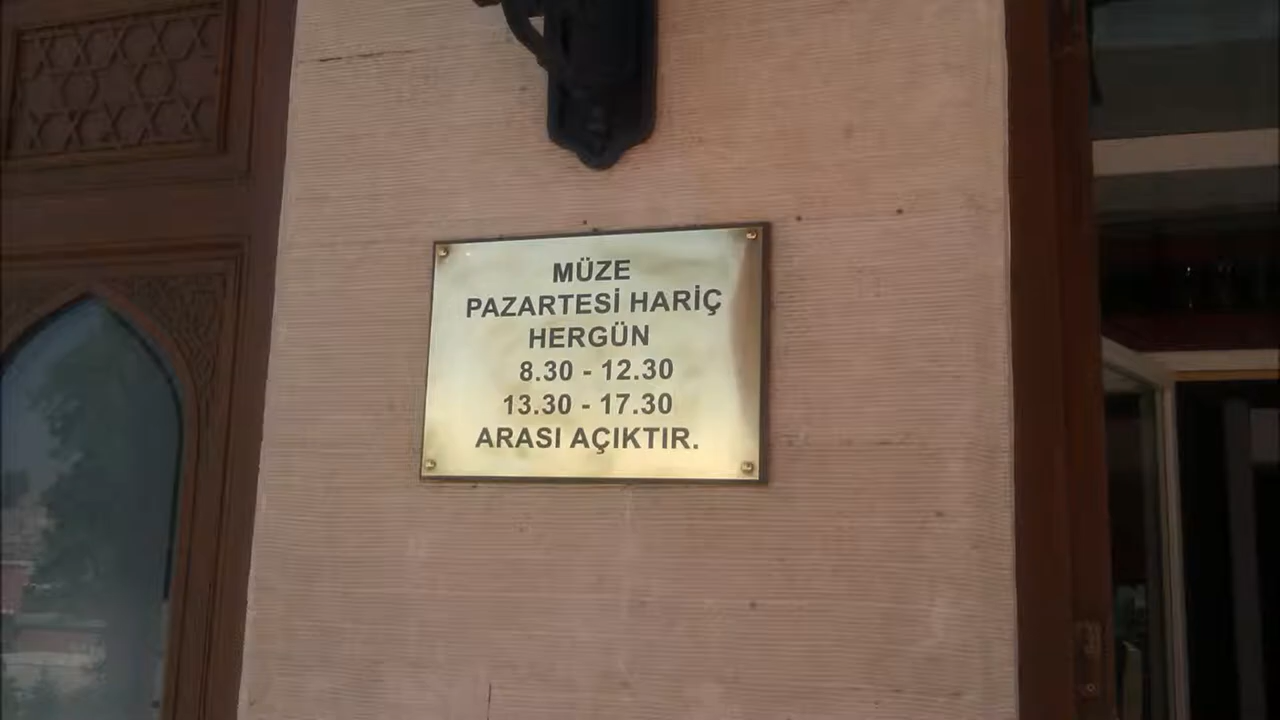 MÜZE
PAZARTESİ HARİÇ
HERGÜN
8.30 - 12.30
13.30 - 17.30
ARASI AÇIKTIR.